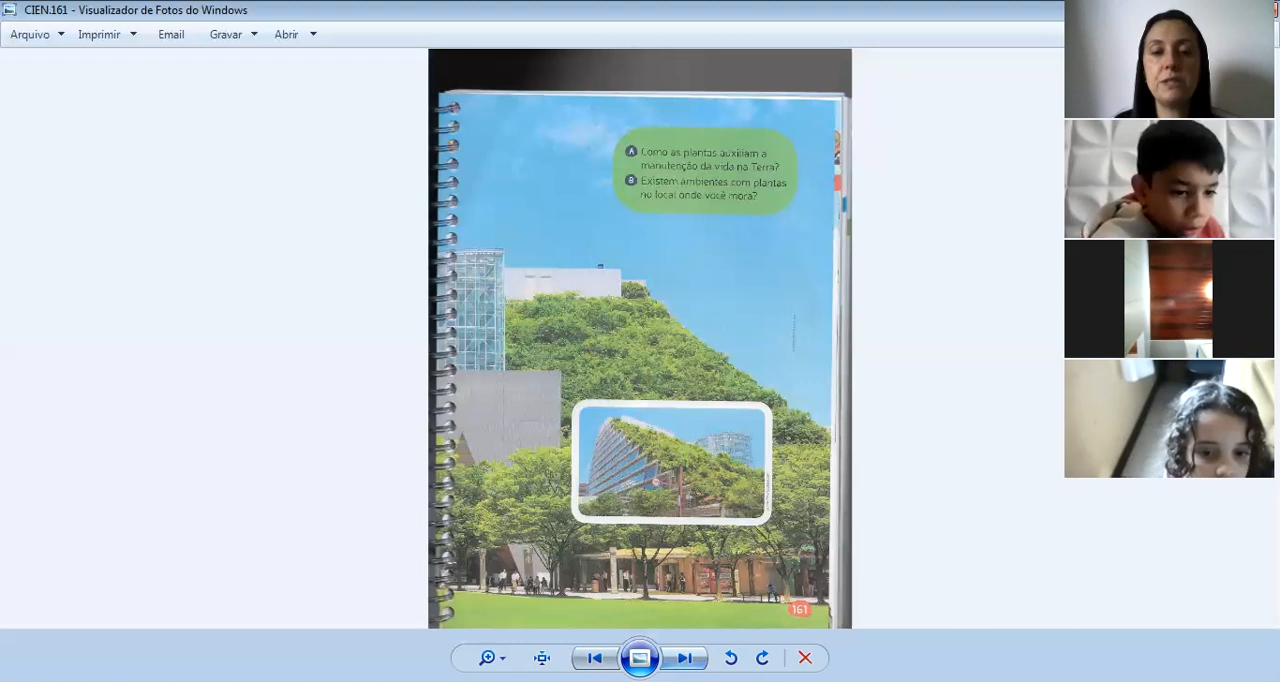 CIEN.161 - Visualizador de Fotos do Windows
Arquivo Imprimir Email Gravar Abrir
A Como as plantas auxiliam a
manutenção da vida na Terra?
B Existem ambientes com plantas
no local onde você mora?
161